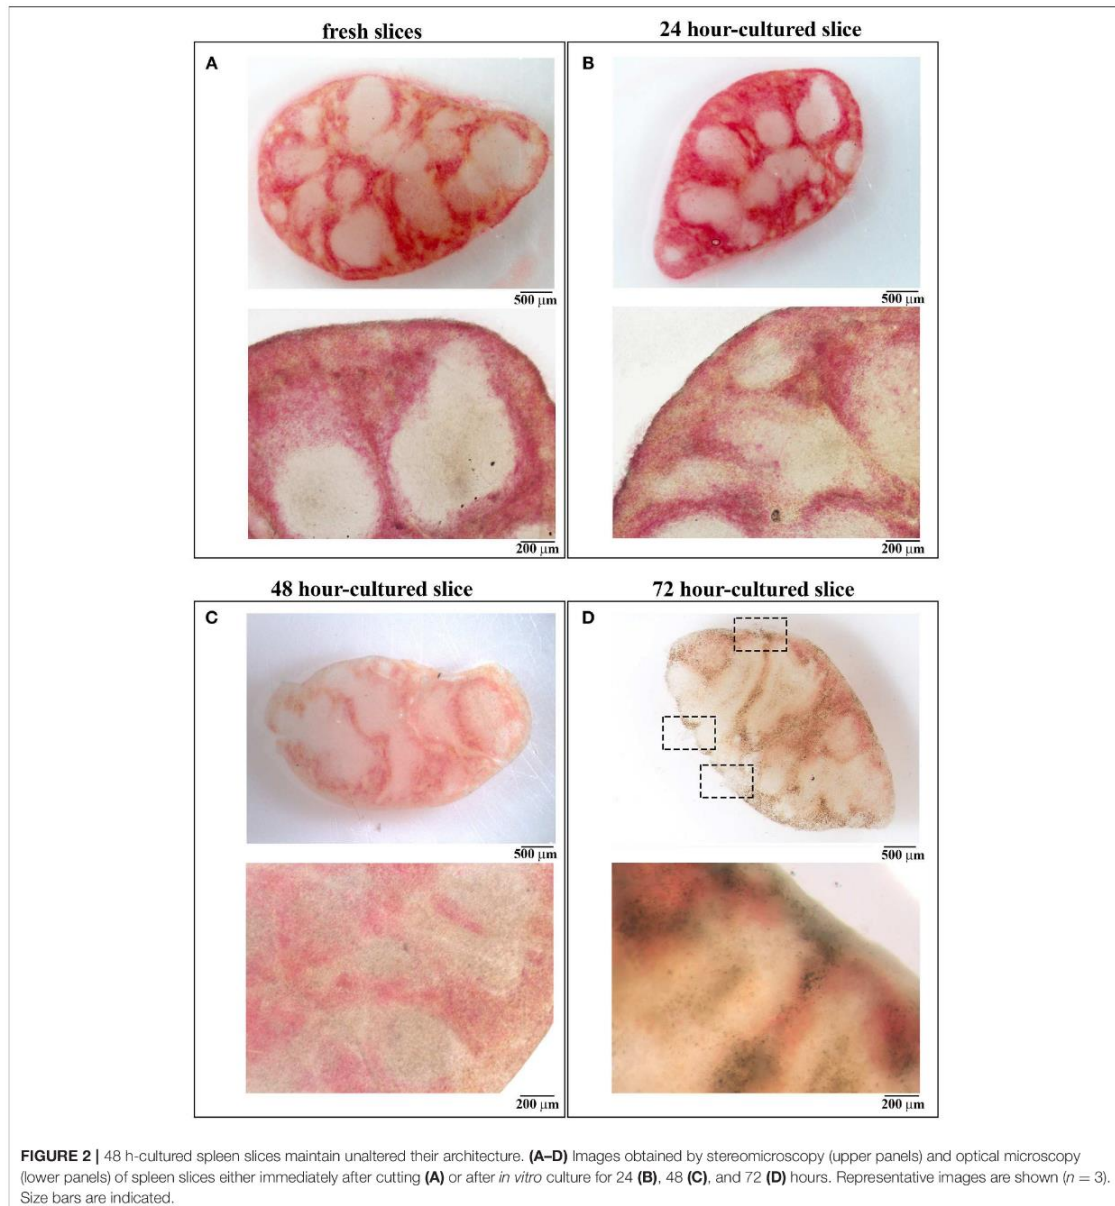 fresh slices
24 hour-cultured slice
A
B
500 μm
500 μm
200 μm
200 μm
48 hour-cultured slice
72 hour-cultured slice
C
D
500 μm
500 μm
200 μm
200 μm
FIGURE 2 | 48 h-cultured spleen slices maintain unaltered their architecture. (A–D) Images obtained by stereomicroscopy (upper panels) and optical microscopy
(lower panels) of spleen slices either immediately after cutting (A) or after in vitro culture for 24 (B), 48 (C), and 72 (D) hours. Representative images are shown (n = 3).
Size bars are indicated.